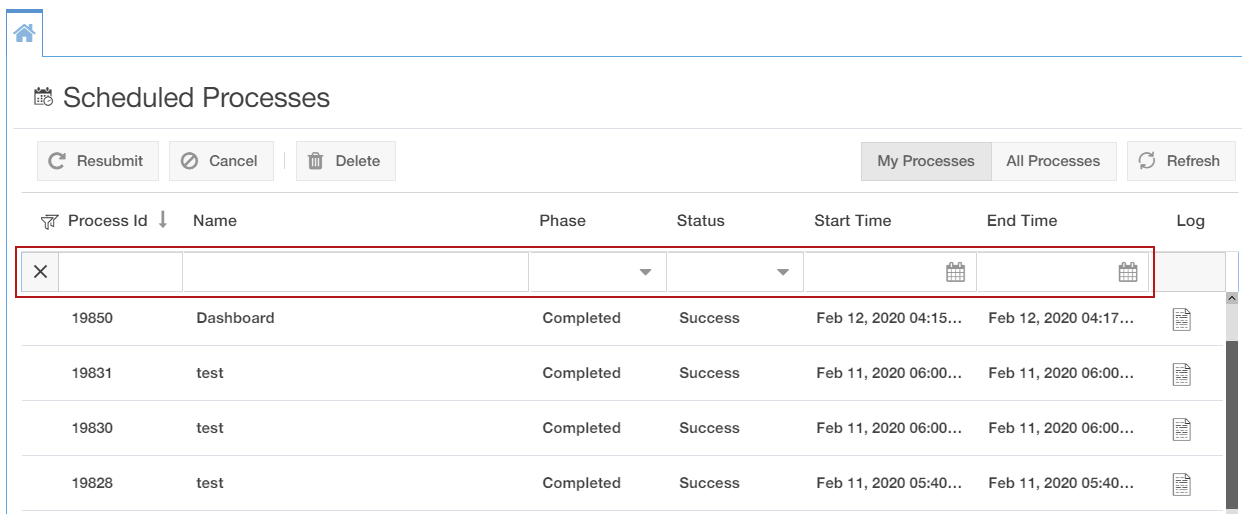 Scheduled Processes
Resubmit Cancel Delete My Processes All Processes Refresh
Process Id Name Phase Status Start Time End Time Log
19850 Dashboard Completed Success Feb 12, 2020 04:15... Feb 12, 2020 04:17...
19831 test Completed Success Feb 11, 2020 06:00... Feb 11, 2020 06:00...
19830 test Completed Success Feb 11, 2020 06:00... Feb 11, 2020 06:00...
19828 test Completed Success Feb 11, 2020 05:40... Feb 11, 2020 05:40...